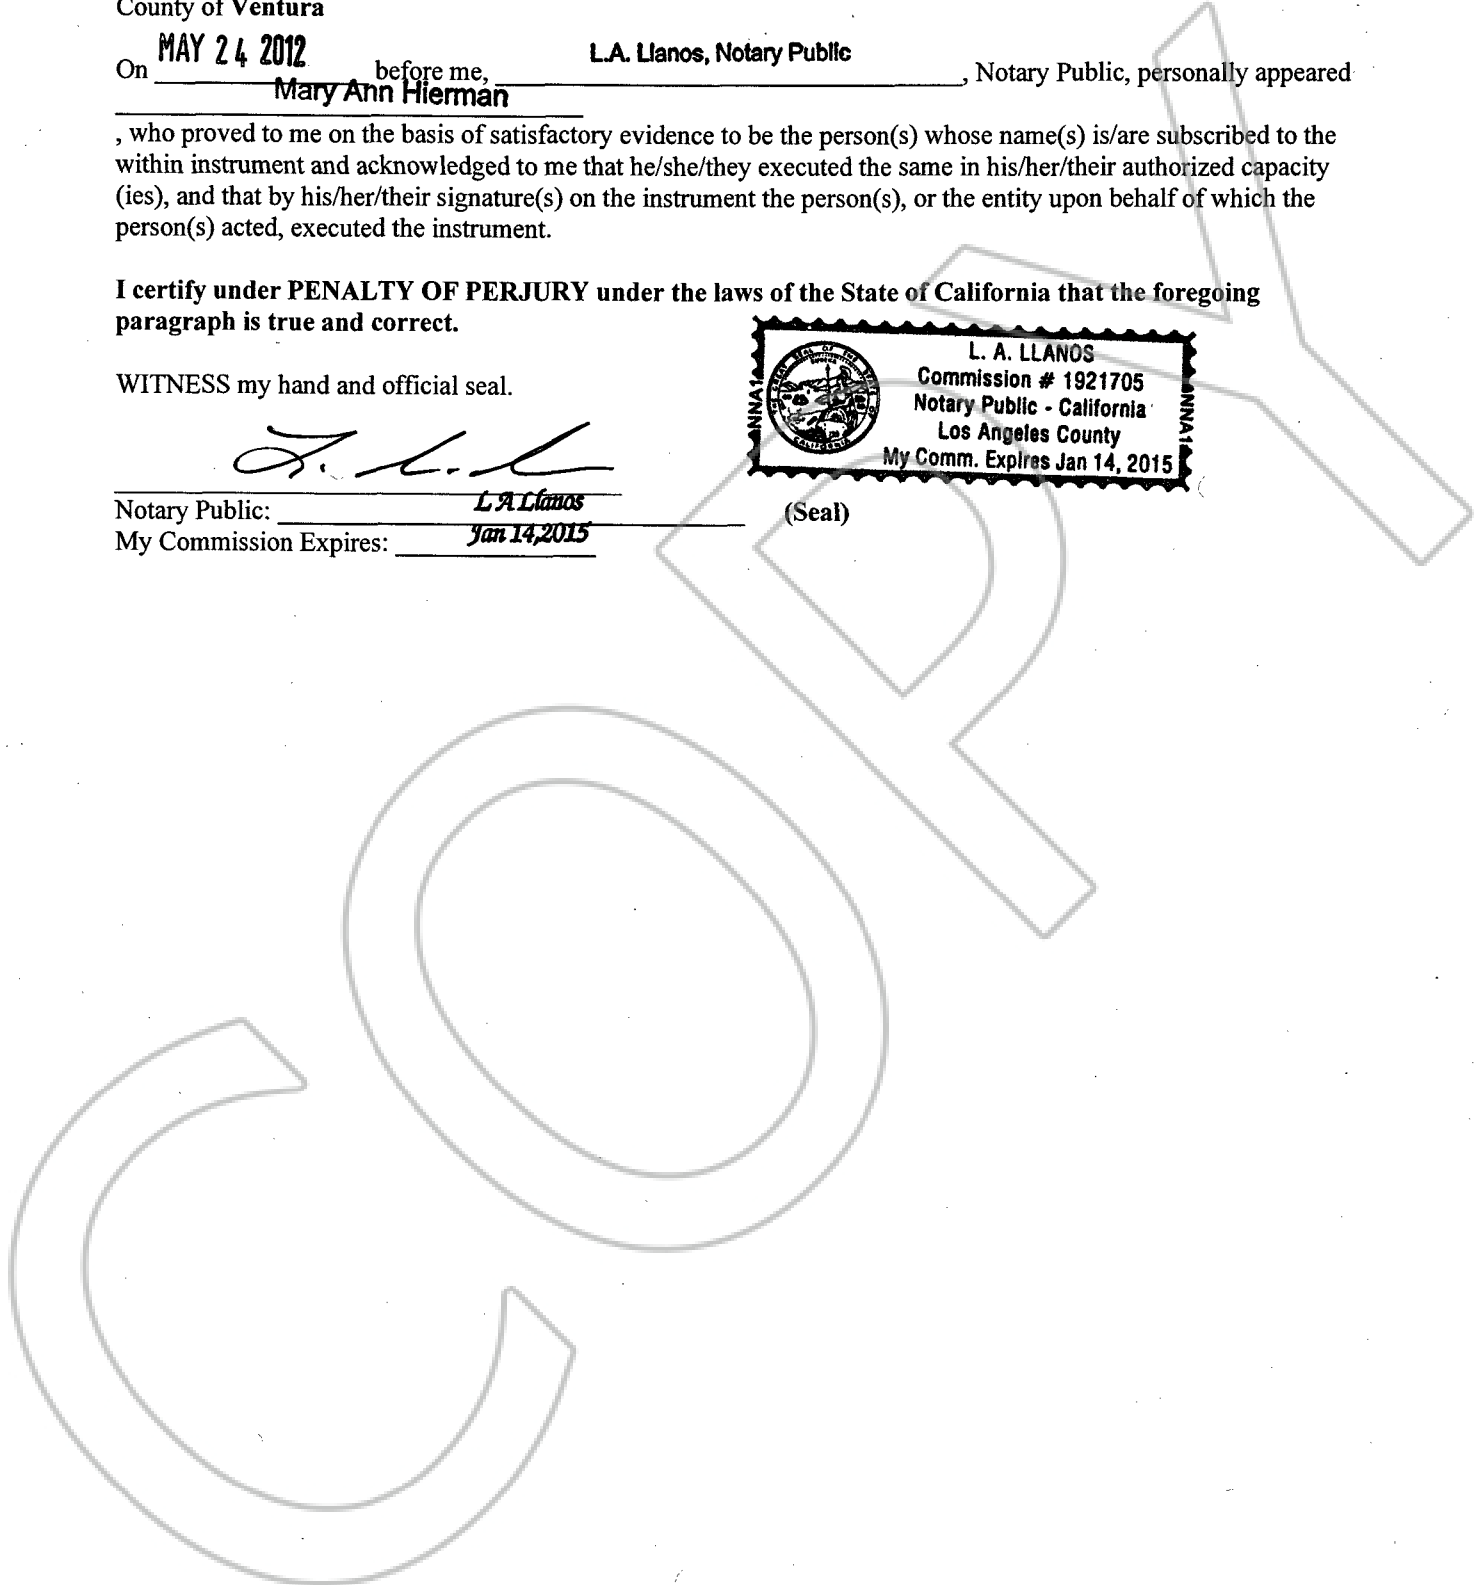 County of Ventura
On MAY 24 2012 before me, L.A. Llanos, Notary Public, Notary Public, personally appeared
Mary Ann Hierman
, who proved to me on the basis of satisfactory evidence to be the person(s) whose name(s) is/are subscribed to the
within instrument and acknowledged to me that he/she/they executed the same in his/her/their authorized capacity
(ies), and that by his/her/their signature(s) on the instrument the person(s), or the entity upon behalf of which the
person(s) acted, executed the instrument.
I certify under PENALTY OF PERJURY under the laws of the State of California that the foregoing
paragraph is true and correct.
WITNESS my hand and official seal.
L. A. LLANOS
Commission # 1921705
Notary Public - California
Los Angeles County
My Comm. Expires Jan 14, 2015
NNA1
NNA1
Notary Public: L A Llanos (Seal)
My Commission Expires: Jan 14, 2015
COPY